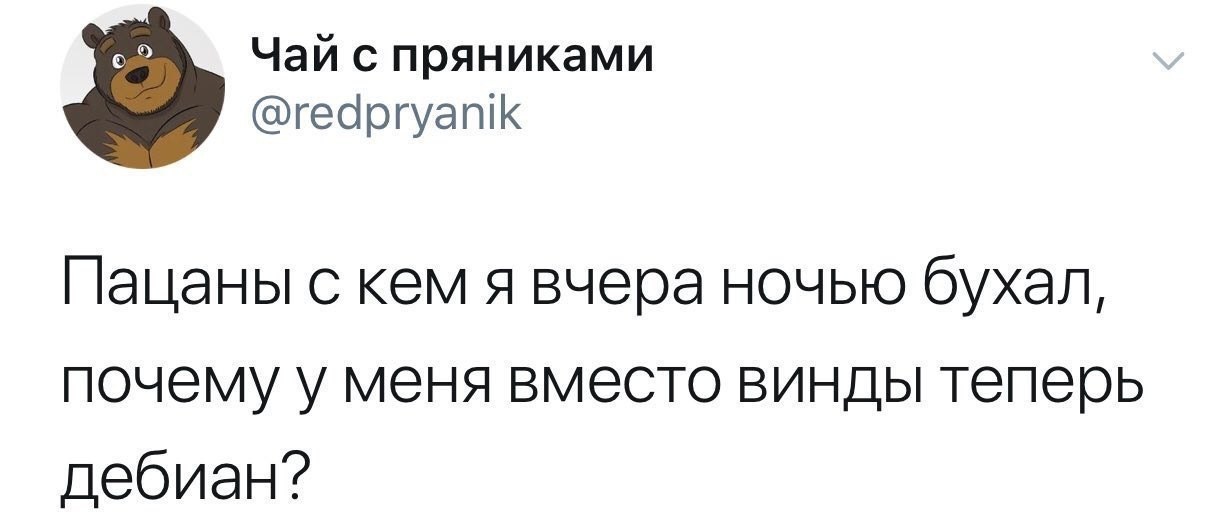 Чай с пряниками
@redpryanik
Пацаны с кем я вчера ночью бухал,
почему у меня вместо винды теперь
дебиан?